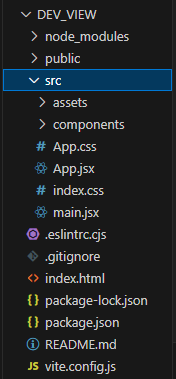 DEV_VIEW
node_modules
public
src
assets
components
App.css
App.jsx
index.css
main.jsx
.eslintrc.cjs
.gitignore
index.html
package-lock.json
package.json
README.md
vite.config.js